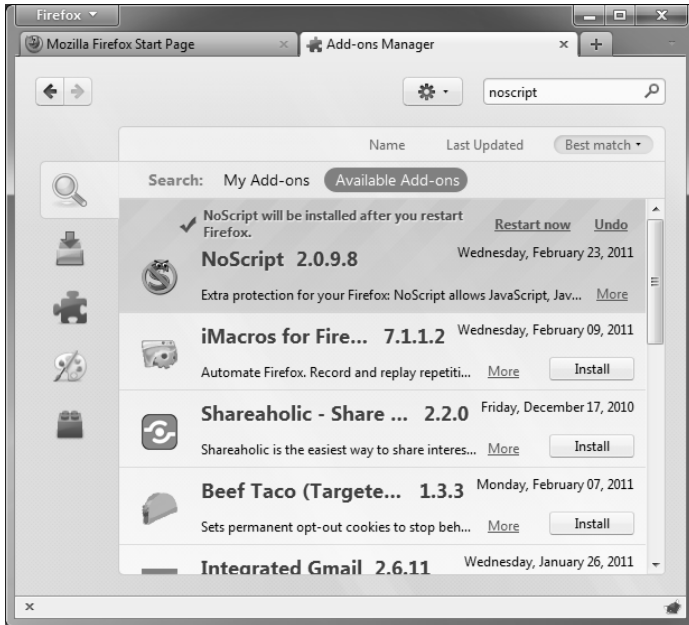 Firefox
Mozilla Firefox Start Page
Add-ons Manager
noscript
Name Last Updated Best match
Search: My Add-ons Available Add-ons
NoScript will be installed after you restart Firefox. Restart now Undo
NoScript 2.0.9.8 Wednesday, February 23, 2011
Extra protection for your Firefox: NoScript allows JavaScript, Jav... More
iMacros for Fire... 7.1.1.2 Wednesday, February 09, 2011
Automate Firefox. Record and replay repetiti... More Install
Shareaholic - Share ... 2.2.0 Friday, December 17, 2010
Shareaholic is the easiest way to share interes... More Install
Beef Taco (Targete... 1.3.3 Monday, February 07, 2011
Sets permanent opt-out cookies to stop beh... More Install
Integrated Gmail 2.6.11 Wednesday, January 26, 2011